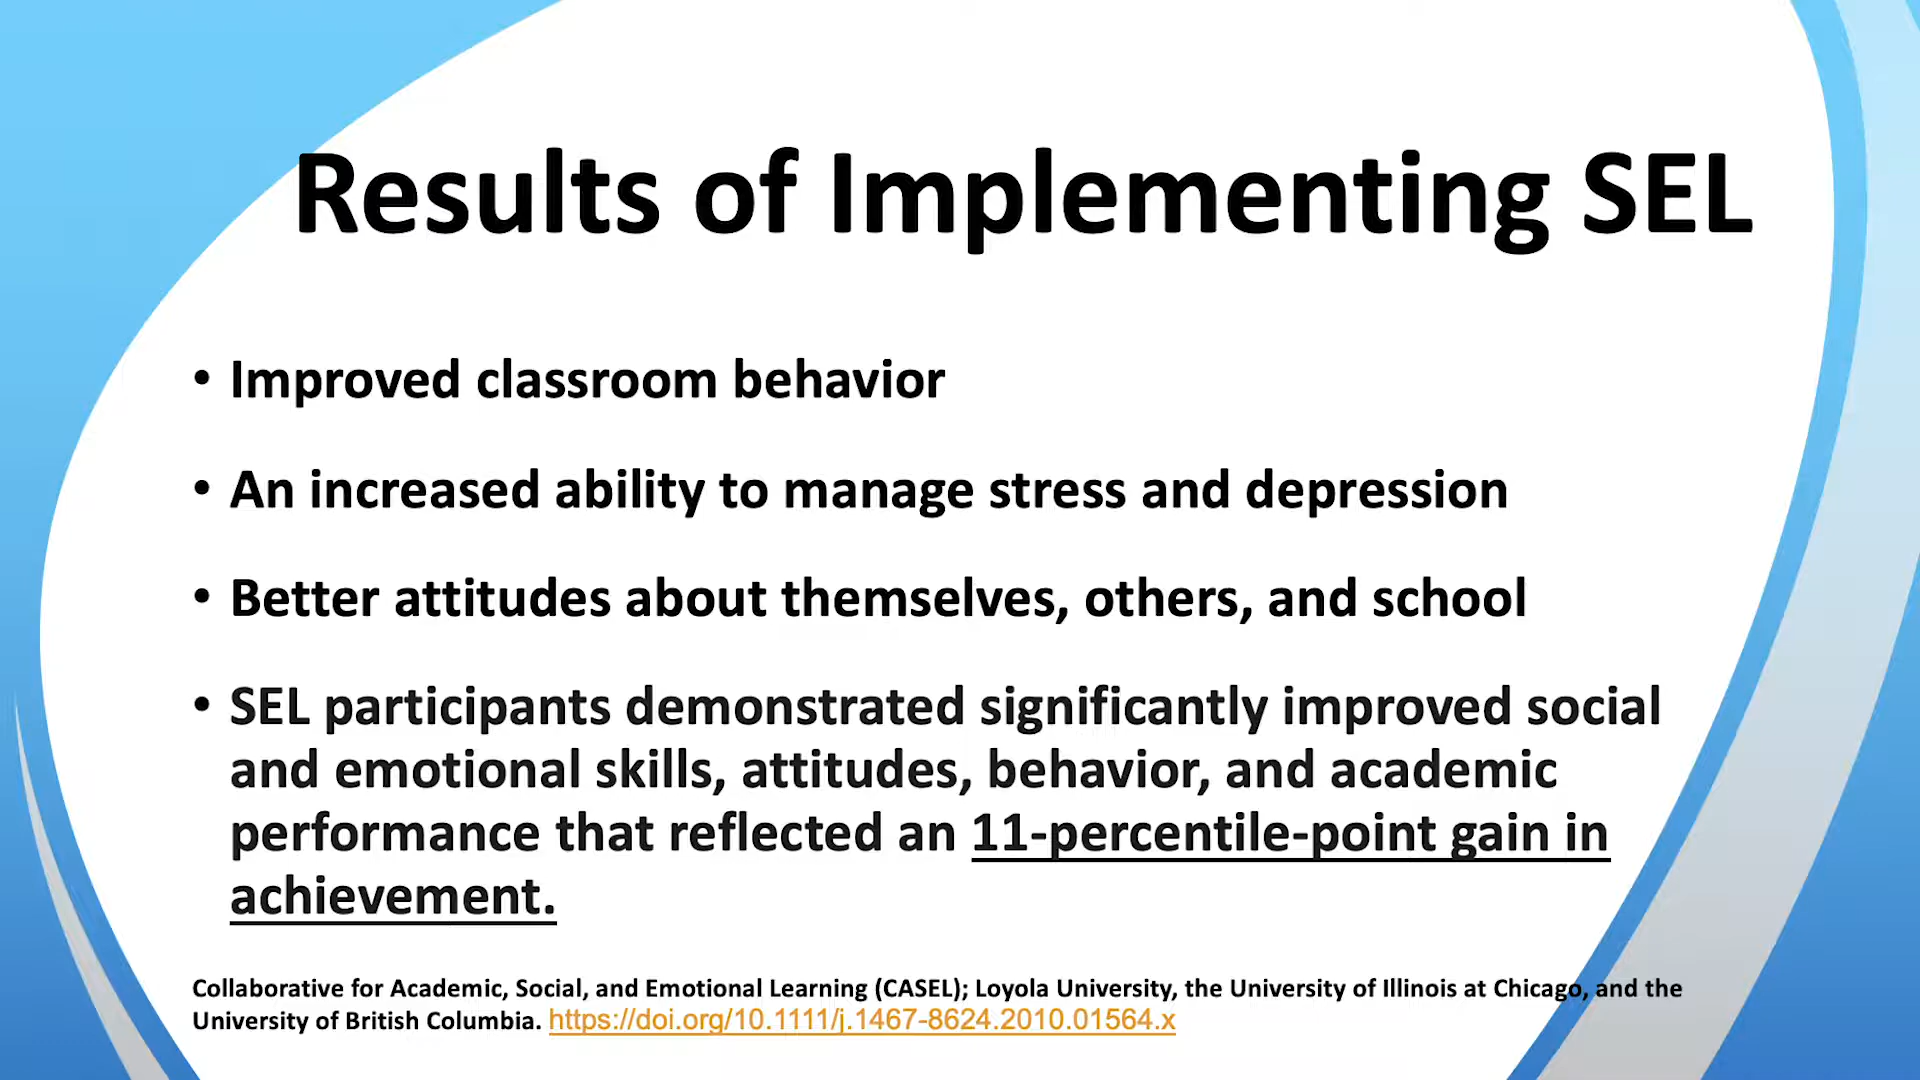 Results of Implementing SEL
• Improved classroom behavior
• An increased ability to manage stress and depression
• Better attitudes about themselves, others, and school
• SEL participants demonstrated significantly improved social
and emotional skills, attitudes, behavior, and academic
performance that reflected an 11-percentile-point gain in
achievement.
Collaborative for Academic, Social, and Emotional Learning (CASEL); Loyola University, the University of Illinois at Chicago, and the
University of British Columbia. https://doi.org/10.1111/j.1467-8624.2010.01564.x